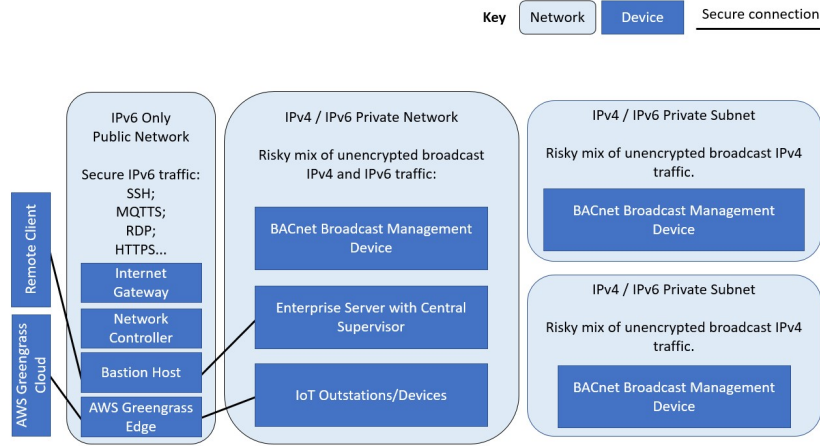 Key
Network
Device
Secure connection
IPv6 Only
Public Network
Secure IPv6 traffic:
SSH;
MQTTS;
RDP;
HTTPS...
Internet
Gateway
Network
Controller
Bastion Host
AWS Greengrass
Edge
Remote Client
AWS Greengrass
Cloud
IPv4 / IPv6 Private Network
Risky mix of unencrypted broadcast
IPv4 and IPv6 traffic:
BACnet Broadcast Management
Device
Enterprise Server with Central
Supervisor
IoT Outstations/Devices
IPv4 / IPv6 Private Subnet
Risky mix of unencrypted broadcast IPv4
traffic.
BACnet Broadcast Management
Device
IPv4 / IPv6 Private Subnet
Risky mix of unencrypted broadcast IPv4
traffic.
BACnet Broadcast Management
Device